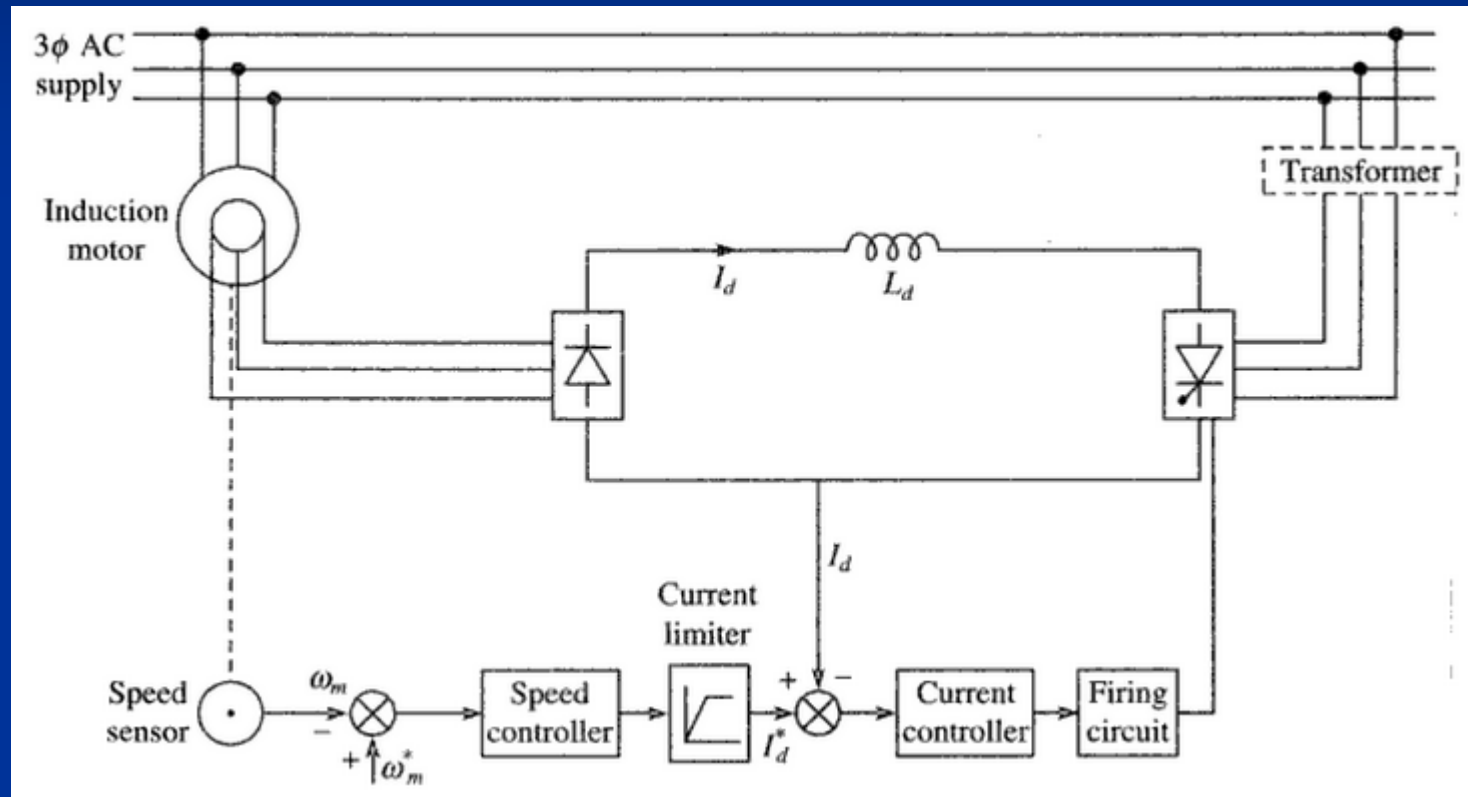 3ϕ AC
supply
Transformer
Induction
motor
I_d
L_d
I_d
Current
limiter
Speed
sensor
ω_m
−
+
ω*_m
Speed
controller
+
−
I*_d
Current
controller
Firing
circuit